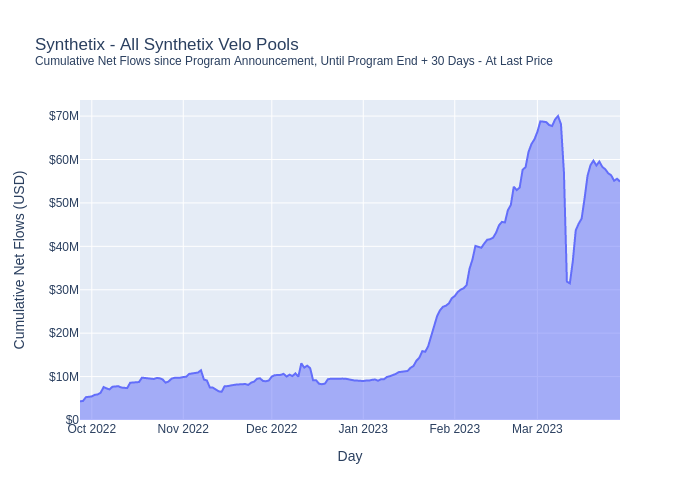 Synthetix - All Synthetix Velo Pools
Cumulative Net Flows since Program Announcement, Until Program End + 30 Days - At Last Price
Cumulative Net Flows (USD)
$70M
$60M
$50M
$40M
$30M
$20M
$10M
$0
Oct 2022
Nov 2022
Dec 2022
Jan 2023
Feb 2023
Mar 2023
Day